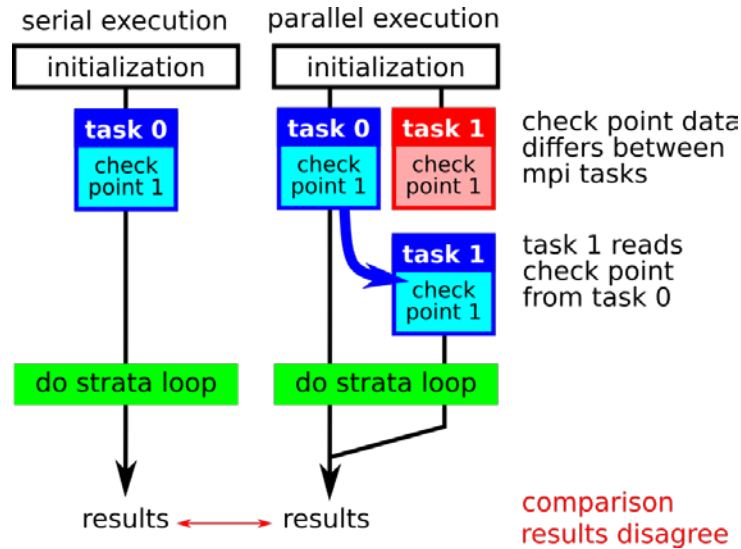 serial execution
parallel execution
initialization
initialization
task 0
check
point 1
task 0
check
point 1
task 1
check
point 1
check point data
differs between
mpi tasks
task 1
check
point 1
task 1 reads
check point
from task 0
do strata loop
do strata loop
results
results
comparison
results disagree